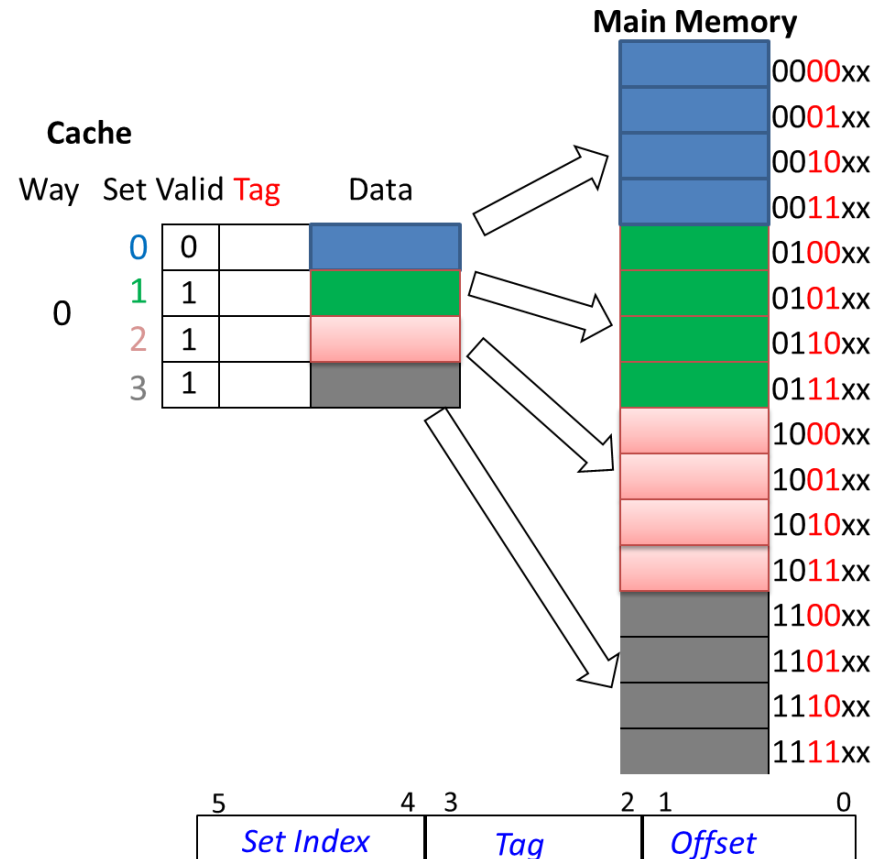 Main Memory
0000xx
0001xx
Cache
0010xx
Way Set Valid Tag Data
0011xx
0 0
0100xx
1 1
0101xx
0
2 1
0110xx
3 1
0111xx
1000xx
1001xx
1010xx
1011xx
1100xx
1101xx
1110xx
1111xx
5 4 3 2 1 0
Set Index Tag Offset